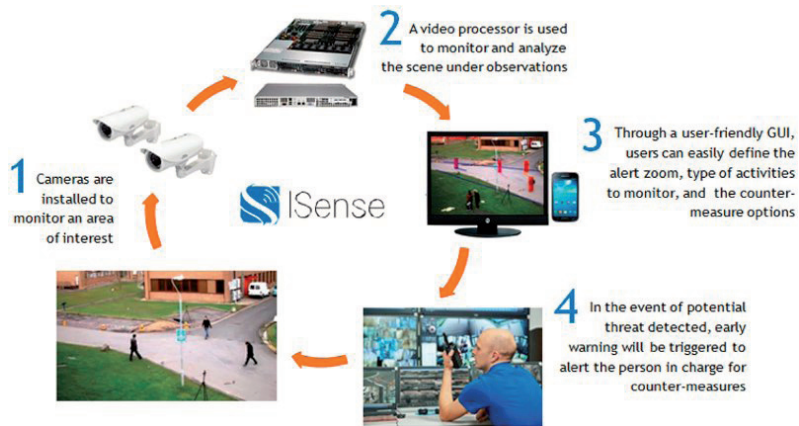 1
Cameras are
installed to
monitor an area
of interest
2
A video processor is used
to monitor and analyze
the scene under observations
3
Through a user-friendly GUI,
users can easily define the
alert zoom, type of activities
to monitor, and the counter-
measure options
ISense
4
In the event of potential
threat detected, early
warning will be triggered to
alert the person in charge for
counter-measures